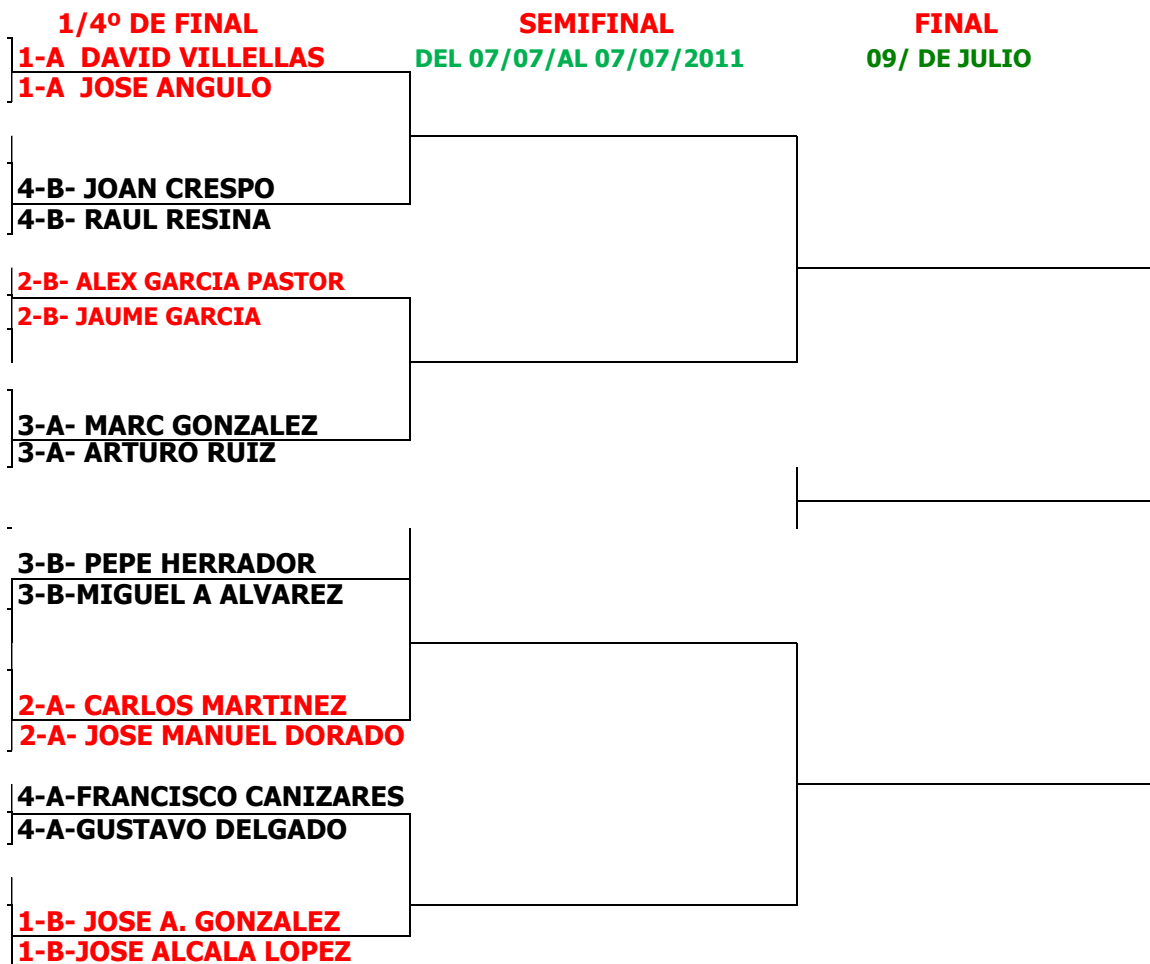 1/4º DE FINAL SEMIFINAL FINAL
1-A DAVID VILLELLAS DEL 07/07/AL 07/07/2011 09/ DE JULIO
1-A JOSE ANGULO
4-B- JOAN CRESPO
4-B- RAUL RESINA
2-B- ALEX GARCIA PASTOR
2-B- JAUME GARCIA
3-A- MARC GONZALEZ
3-A- ARTURO RUIZ
3-B- PEPE HERRADOR
3-B-MIGUEL A ALVAREZ
2-A- CARLOS MARTINEZ
2-A- JOSE MANUEL DORADO
4-A-FRANCISCO CANIZARES
4-A-GUSTAVO DELGADO
1-B- JOSE A. GONZALEZ
1-B-JOSE ALCALA LOPEZ